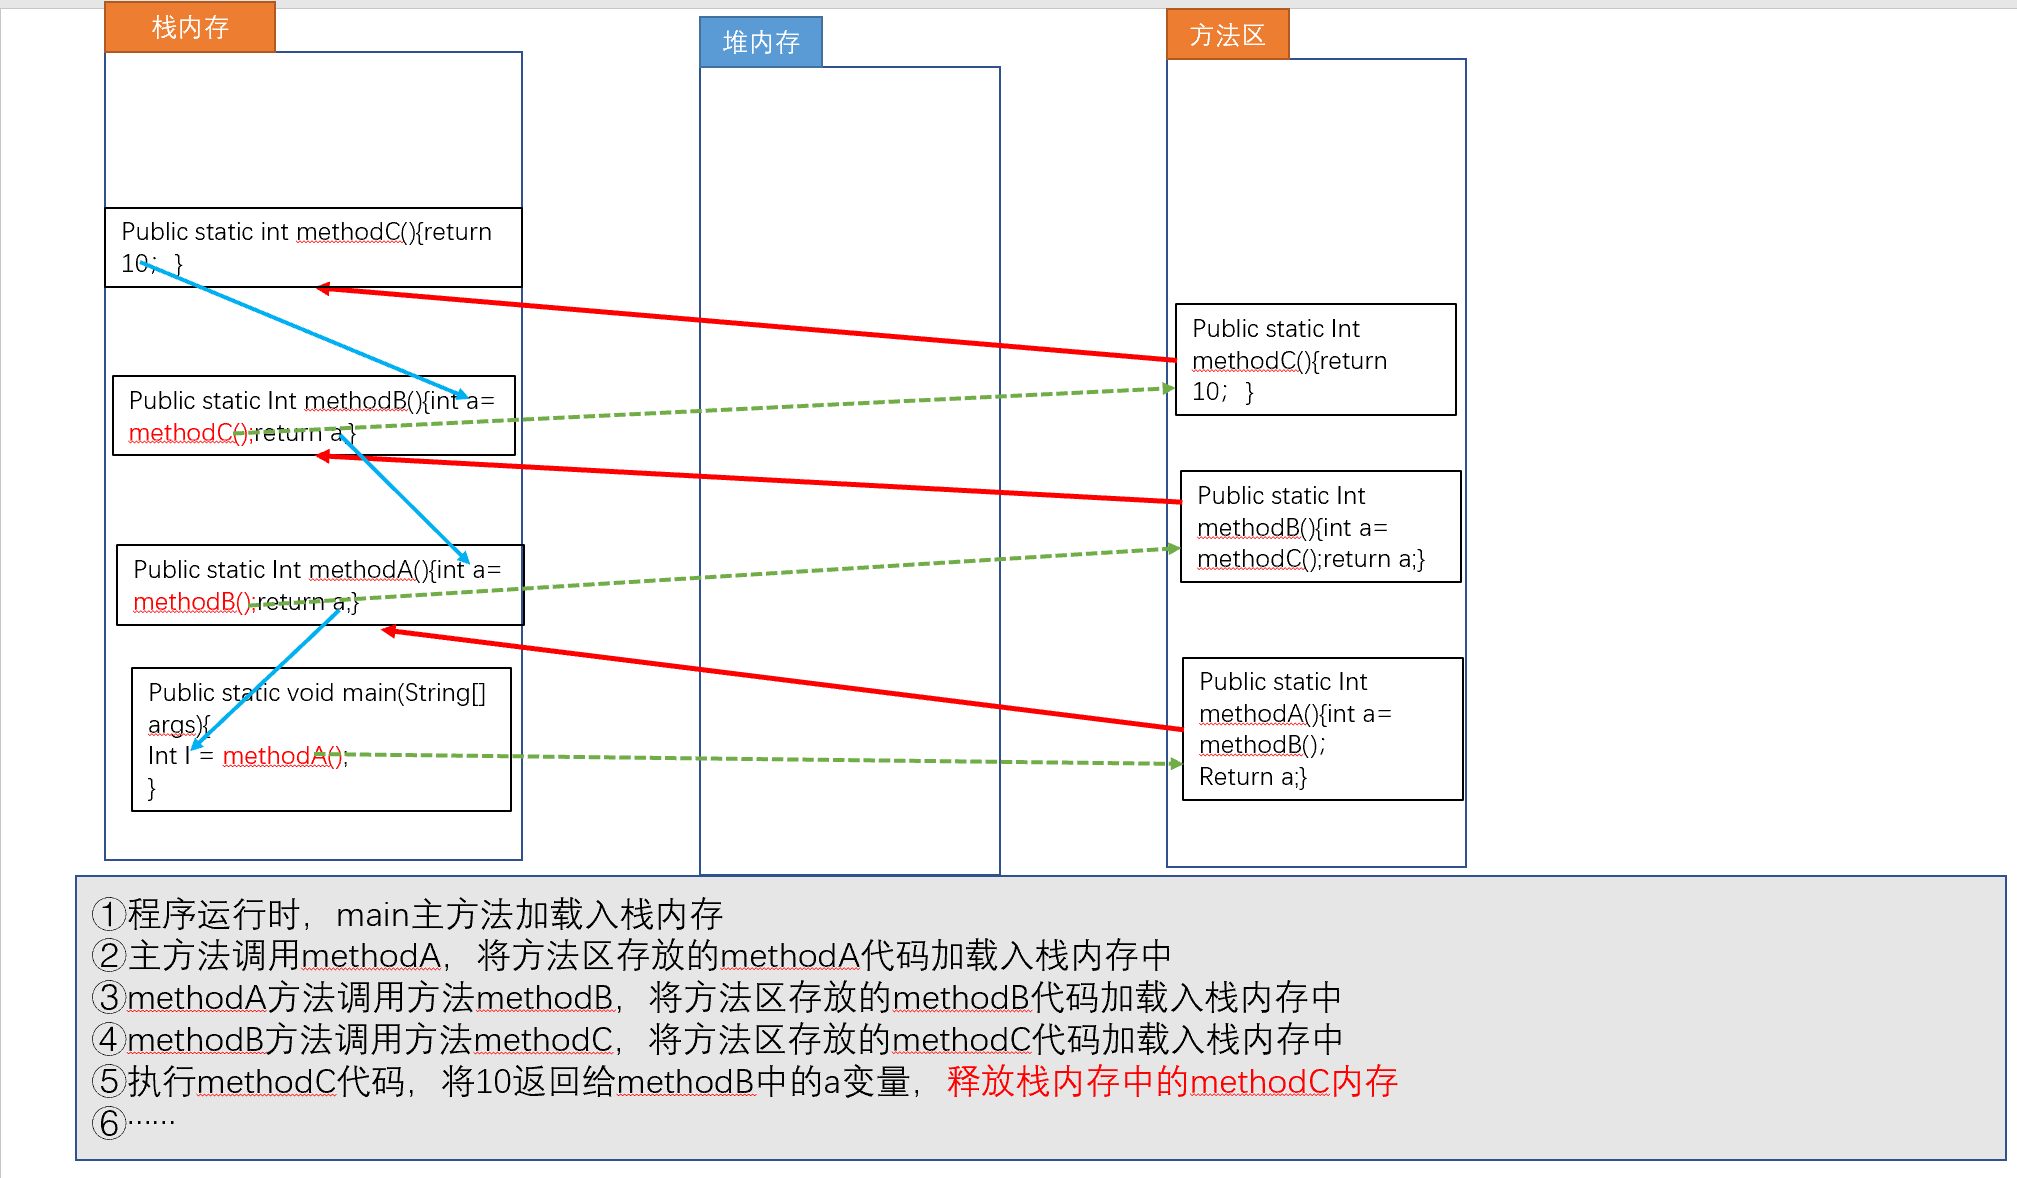 栈内存
堆内存
方法区
Public static int methodC(){return
10；}
Public static Int methodB(){int a=
methodC();return a;}
Public static Int methodA(){int a=
methodB();return a;}
Public static void main(String[]
args){
Int I = methodA();
}
Public static Int
methodC(){return
10；}
Public static Int
methodB(){int a=
methodC();return a;}
Public static Int
methodA(){int a=
methodB()；
Return a;}
①程序运行时，main主方法加载入栈内存
②主方法调用methodA，将方法区存放的methodA代码加载入栈内存中
③methodA方法调用方法methodB，将方法区存放的methodB代码加载入栈内存中
④methodB方法调用方法methodC，将方法区存放的methodC代码加载入栈内存中
⑤执行methodC代码，将10返回给methodB中的a变量，释放栈内存中的methodC内存
⑥……